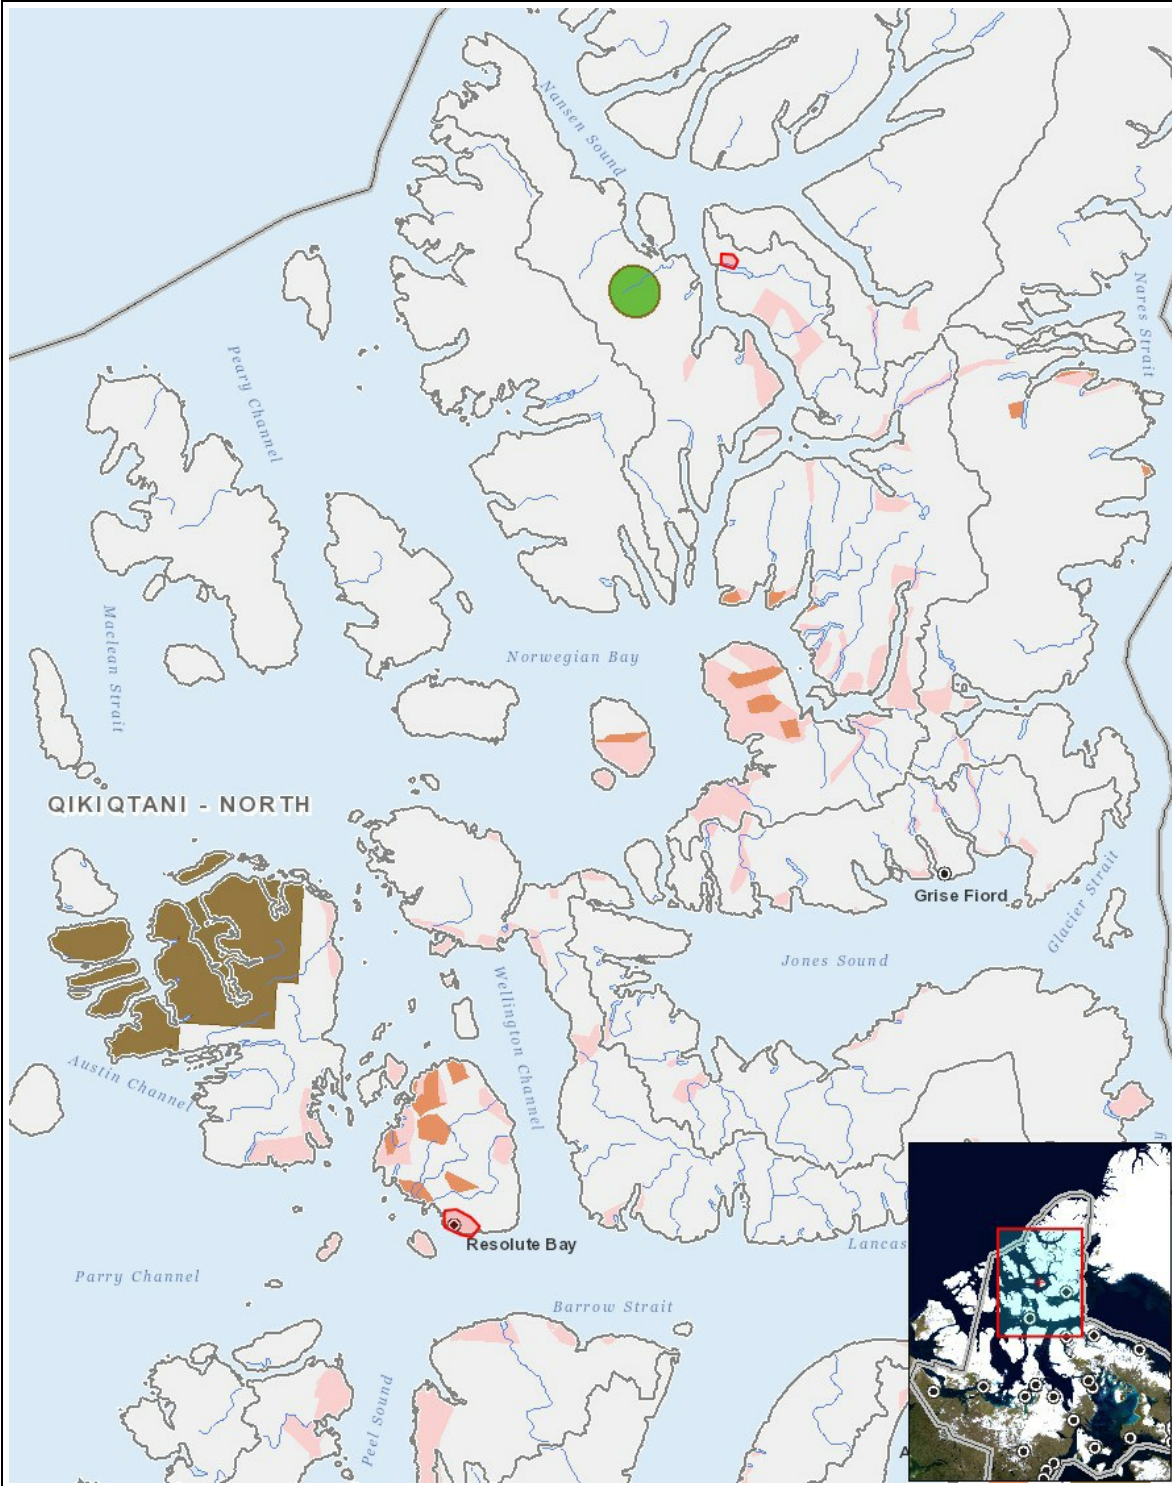 Nansen Sound
Nares Strait
Peary Channel
Maclean Strait
Norwegian Bay
QIKIQTANI - NORTH
Grise Fiord
Glacier Strait
Jones Sound
Wellington Channel
Austin Channel
Resolute Bay
Lancas
Parry Channel
Barrow Strait
Peel Sound
A
y